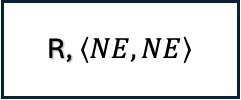 R, ⟨NE, NE⟩